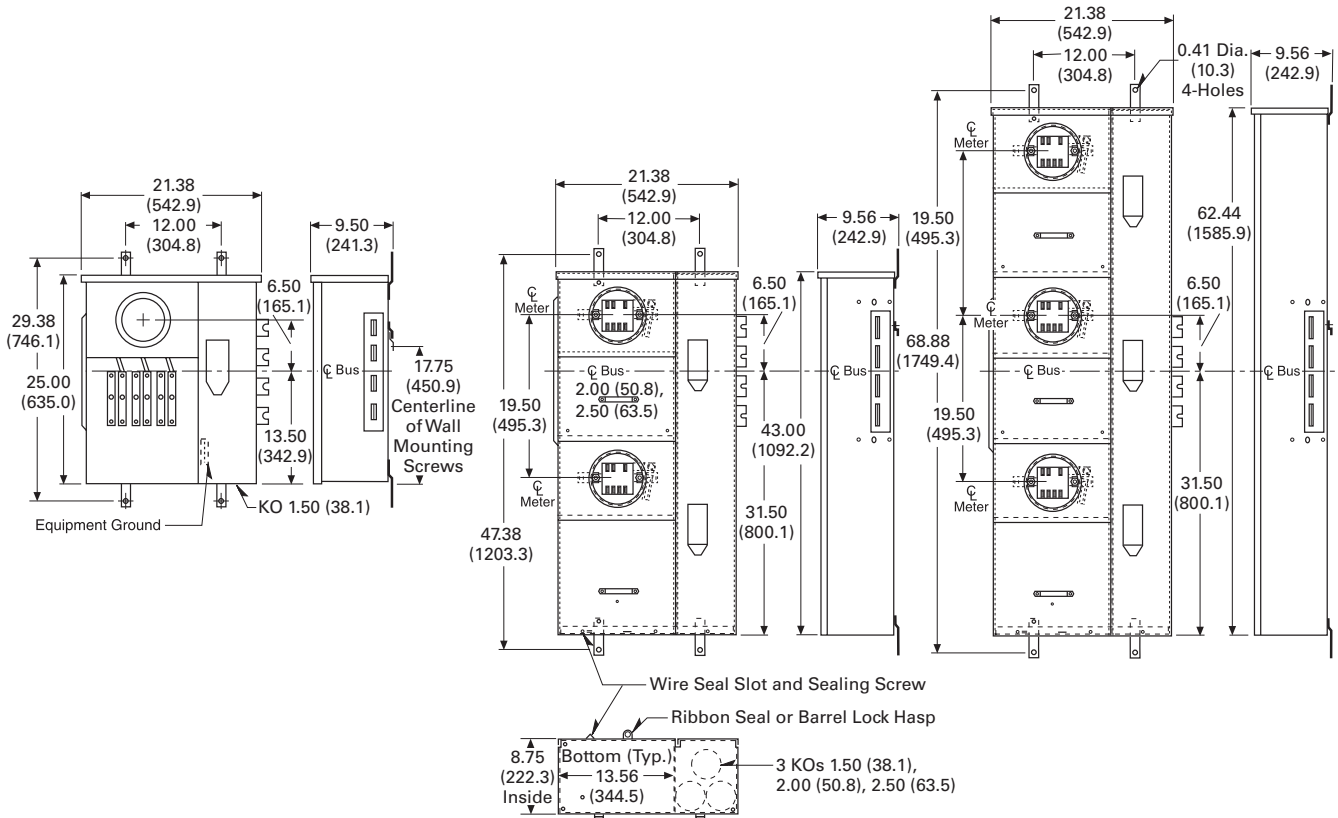 21.38
(542.9)
12.00
(304.8)
9.50
(241.3)
6.50
(165.1)
29.38
(746.1)
25.00
(635.0)
℄ Bus
17.75
(450.9)
Centerline
of Wall
Mounting
Screws
13.50
(342.9)
KO 1.50 (38.1)
Equipment Ground
21.38
(542.9)
12.00
(304.8)
9.56
(242.9)
℄
Meter
6.50
(165.1)
℄ Bus
2.00 (50.8),
2.50 (63.5)
℄ Bus
19.50
(495.3)
43.00
(1092.2)
℄
Meter
31.50
(800.1)
47.38
(1203.3)
21.38
(542.9)
12.00
(304.8)
0.41 Dia.
(10.3)
4-Holes
9.56
(242.9)
℄
Meter
19.50
(495.3)
62.44
(1585.9)
℄
Meter
6.50
(165.1)
68.88
(1749.4)
℄ Bus
℄ Bus
19.50
(495.3)
℄
Meter
31.50
(800.1)
Wire Seal Slot and Sealing Screw
Ribbon Seal or Barrel Lock Hasp
8.75
(222.3)
Inside
Bottom (Typ.)
13.56
(344.5)
3 KOs 1.50 (38.1),
2.00 (50.8), 2.50 (63.5)